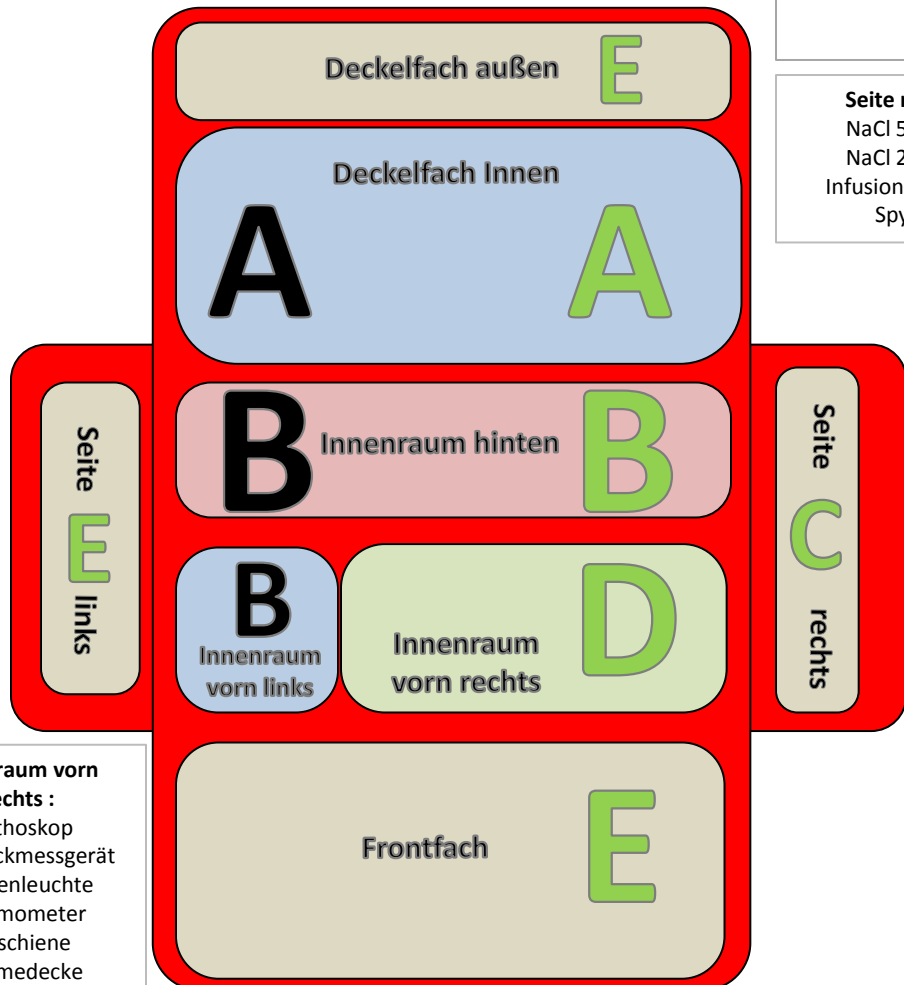 Deckelfach außen E
Deckelfach Innen
A A
B Innenraum hinten B
B
Innenraum
vorn links
D
Innenraum
vorn rechts
Frontfach E
Seite E links
Seite C rechts
Seite r
NaCl 5
NaCl 2
Infusion
Spy
raum vorn
echts :
thoskop
ckmessgerät
enleuchte
mometer
schiene
medecke